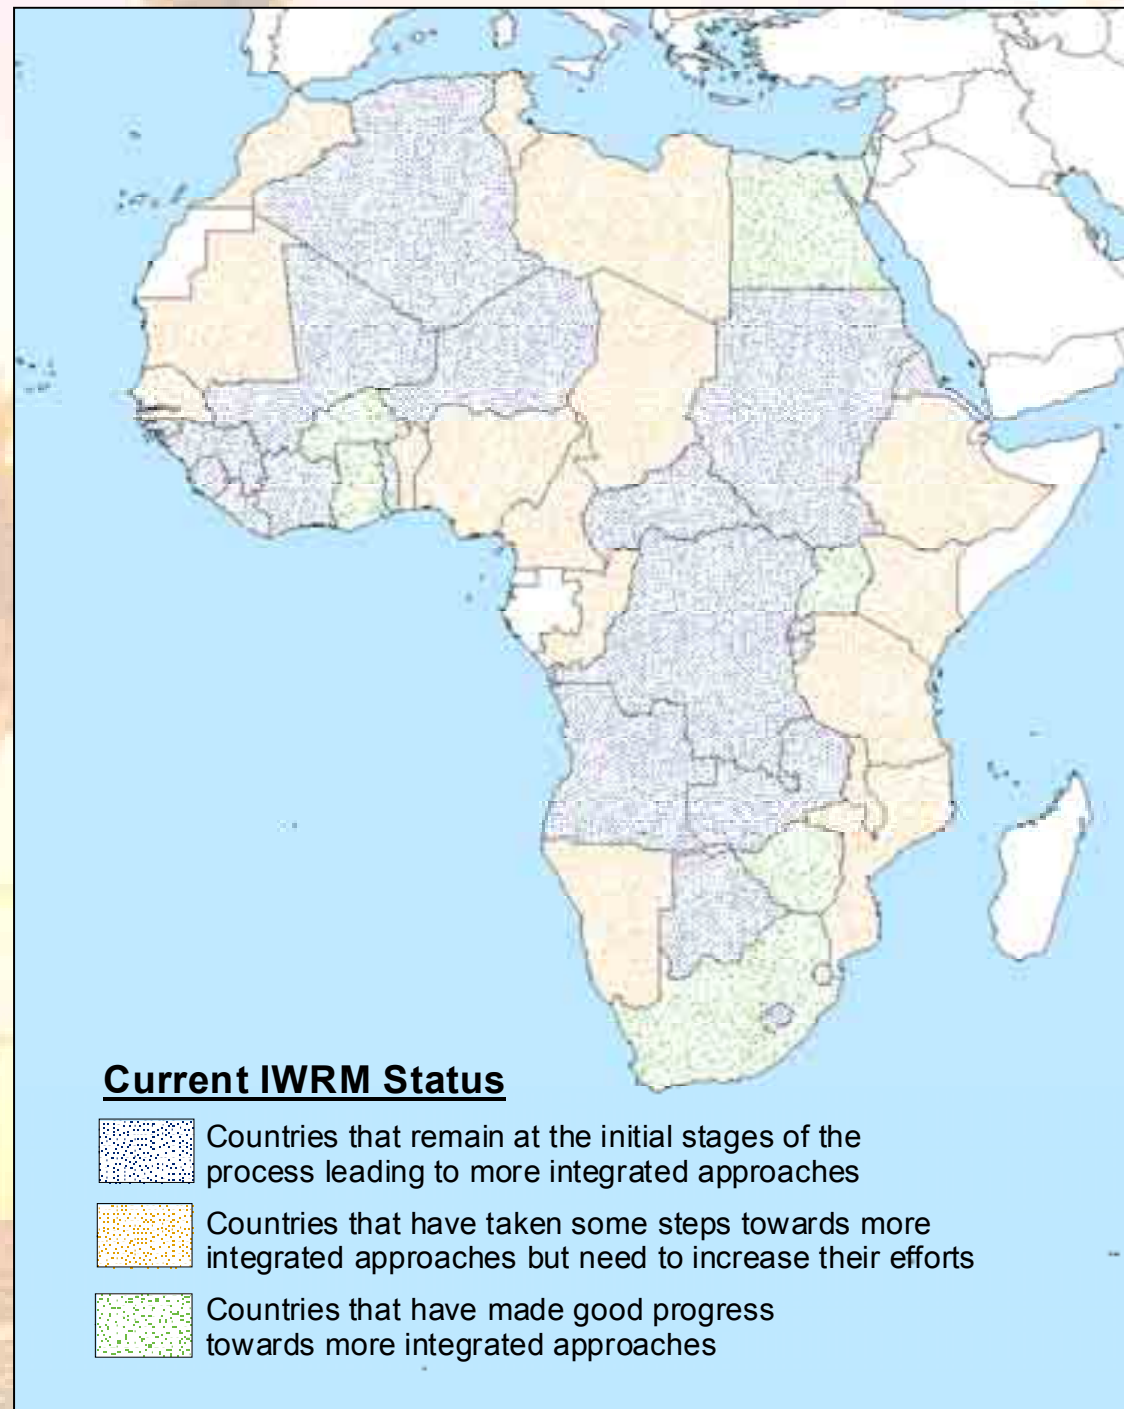 Current IWRM Status
Countries that remain at the initial stages of the
process leading to more integrated approaches
Countries that have taken some steps towards more
integrated approaches but need to increase their efforts
Countries that have made good progress
towards more integrated approaches